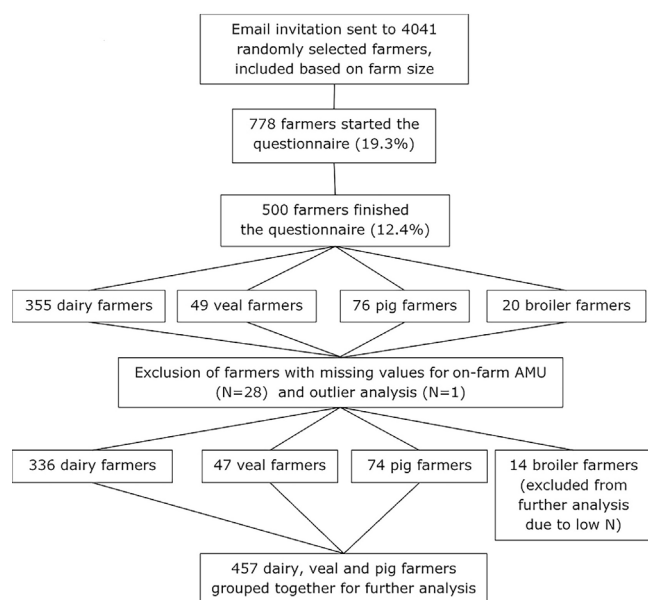 Email invitation sent to 4041
randomly selected farmers,
included based on farm size
778 farmers started the
questionnaire (19.3%)
500 farmers finished
the questionnaire (12.4%)
355 dairy farmers
49 veal farmers
76 pig farmers
20 broiler farmers
Exclusion of farmers with missing values for on-farm AMU
(N=28) and outlier analysis (N=1)
336 dairy farmers
47 veal farmers
74 pig farmers
14 broiler farmers
(excluded from
further analysis
due to low N)
457 dairy, veal and pig farmers
grouped together for further analysis